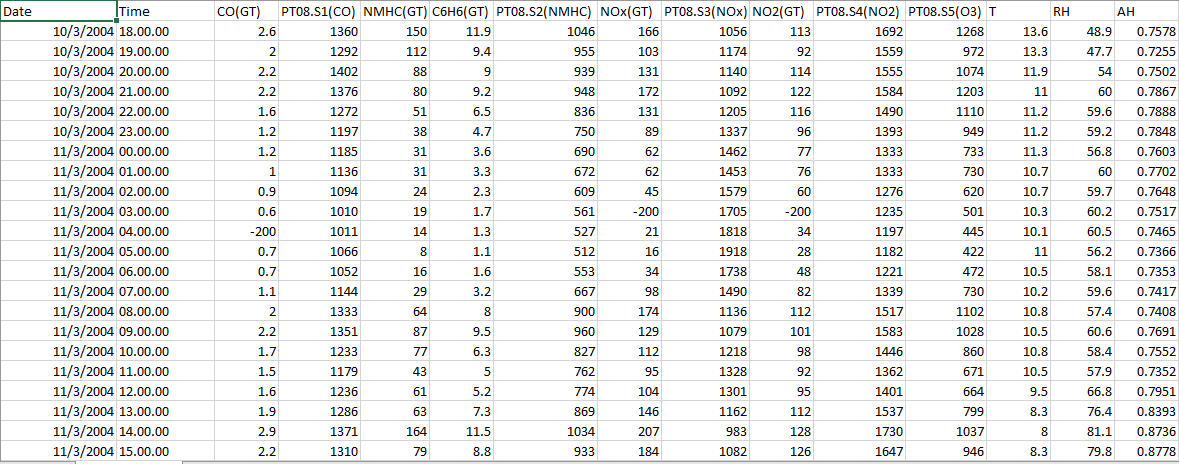 Date Time CO(GT) PT08.S1(CO) NMHC(GT) C6H6(GT) PT08.S2(NMHC) NOx(GT) PT08.S3(NOx) NO2(GT) PT08.S4(NO2) PT08.S5(O3) T RH AH
10/3/2004 18.00.00 2.6 1360 150 11.9 1046 166 1056 113 1692 1268 13.6 48.9 0.7578
10/3/2004 19.00.00 2 1292 112 9.4 955 103 1174 92 1559 972 13.3 47.7 0.7255
10/3/2004 20.00.00 2.2 1402 88 9 939 131 1140 114 1555 1074 11.9 54 0.7502
10/3/2004 21.00.00 2.2 1376 80 9.2 948 172 1092 122 1584 1203 11 60 0.7867
10/3/2004 22.00.00 1.6 1272 51 6.5 836 131 1205 116 1490 1110 11.2 59.6 0.7888
10/3/2004 23.00.00 1.2 1197 38 4.7 750 89 1337 96 1393 949 11.2 59.2 0.7848
11/3/2004 00.00.00 1.2 1185 31 3.6 690 62 1462 77 1333 733 11.3 56.8 0.7603
11/3/2004 01.00.00 1 1136 31 3.3 672 62 1453 76 1333 730 10.7 60 0.7702
11/3/2004 02.00.00 0.9 1094 24 2.3 609 45 1579 60 1276 620 10.7 59.7 0.7648
11/3/2004 03.00.00 0.6 1010 19 1.7 561 -200 1705 -200 1235 501 10.3 60.2 0.7517
11/3/2004 04.00.00 -200 1011 14 1.3 527 21 1818 34 1197 445 10.1 60.5 0.7465
11/3/2004 05.00.00 0.7 1066 8 1.1 512 16 1918 28 1182 422 11 56.2 0.7366
11/3/2004 06.00.00 0.7 1052 16 1.6 553 34 1738 48 1221 472 10.5 58.1 0.7353
11/3/2004 07.00.00 1.1 1144 29 3.2 667 98 1490 82 1339 730 10.2 59.6 0.7417
11/3/2004 08.00.00 2 1333 64 8 900 174 1136 112 1517 1102 10.8 57.4 0.7408
11/3/2004 09.00.00 2.2 1351 87 9.5 960 129 1079 101 1583 1028 10.5 60.6 0.7691
11/3/2004 10.00.00 1.7 1233 77 6.3 827 112 1218 98 1446 860 10.8 58.4 0.7552
11/3/2004 11.00.00 1.5 1179 43 5 762 95 1328 92 1362 671 10.5 57.9 0.7352
11/3/2004 12.00.00 1.6 1236 61 5.2 774 104 1301 95 1401 664 9.5 66.8 0.7951
11/3/2004 13.00.00 1.9 1286 63 7.3 869 146 1162 112 1537 799 8.3 76.4 0.8393
11/3/2004 14.00.00 2.9 1371 164 11.5 1034 207 983 128 1730 1037 8 81.1 0.8736
11/3/2004 15.00.00 2.2 1310 79 8.8 933 184 1082 126 1647 946 8.3 79.8 0.8778